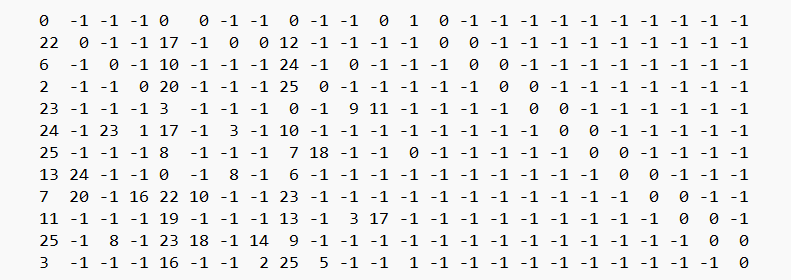 0 -1 -1 -1 0 0 -1 -1 0 -1 -1 0 1 0 -1 -1 -1 -1 -1 -1 -1 -1 -1 -1
22 0 -1 -1 17 -1 0 0 12 -1 -1 -1 -1 0 0 -1 -1 -1 -1 -1 -1 -1 -1 -1
6 -1 0 -1 10 -1 -1 -1 24 -1 0 -1 -1 -1 0 0 -1 -1 -1 -1 -1 -1 -1 -1
2 -1 -1 0 20 -1 -1 -1 25 0 -1 -1 -1 -1 -1 0 0 -1 -1 -1 -1 -1 -1 -1
23 -1 -1 -1 3 -1 -1 -1 0 -1 9 11 -1 -1 -1 -1 0 0 -1 -1 -1 -1 -1 -1
24 -1 23 1 17 -1 3 -1 10 -1 -1 -1 -1 -1 -1 -1 -1 0 0 -1 -1 -1 -1 -1
25 -1 -1 -1 8 -1 -1 -1 7 18 -1 -1 0 -1 -1 -1 -1 -1 0 0 -1 -1 -1 -1
13 24 -1 -1 0 -1 8 -1 6 -1 -1 -1 -1 -1 -1 -1 -1 -1 -1 0 0 -1 -1 -1
7 20 -1 16 22 10 -1 -1 23 -1 -1 -1 -1 -1 -1 -1 -1 -1 -1 -1 0 0 -1 -1
11 -1 -1 -1 19 -1 -1 -1 13 -1 3 17 -1 -1 -1 -1 -1 -1 -1 -1 -1 0 0 -1
25 -1 8 -1 23 18 -1 14 9 -1 -1 -1 -1 -1 -1 -1 -1 -1 -1 -1 -1 -1 0 0
3 -1 -1 -1 16 -1 -1 2 25 5 -1 -1 1 -1 -1 -1 -1 -1 -1 -1 -1 -1 -1 0